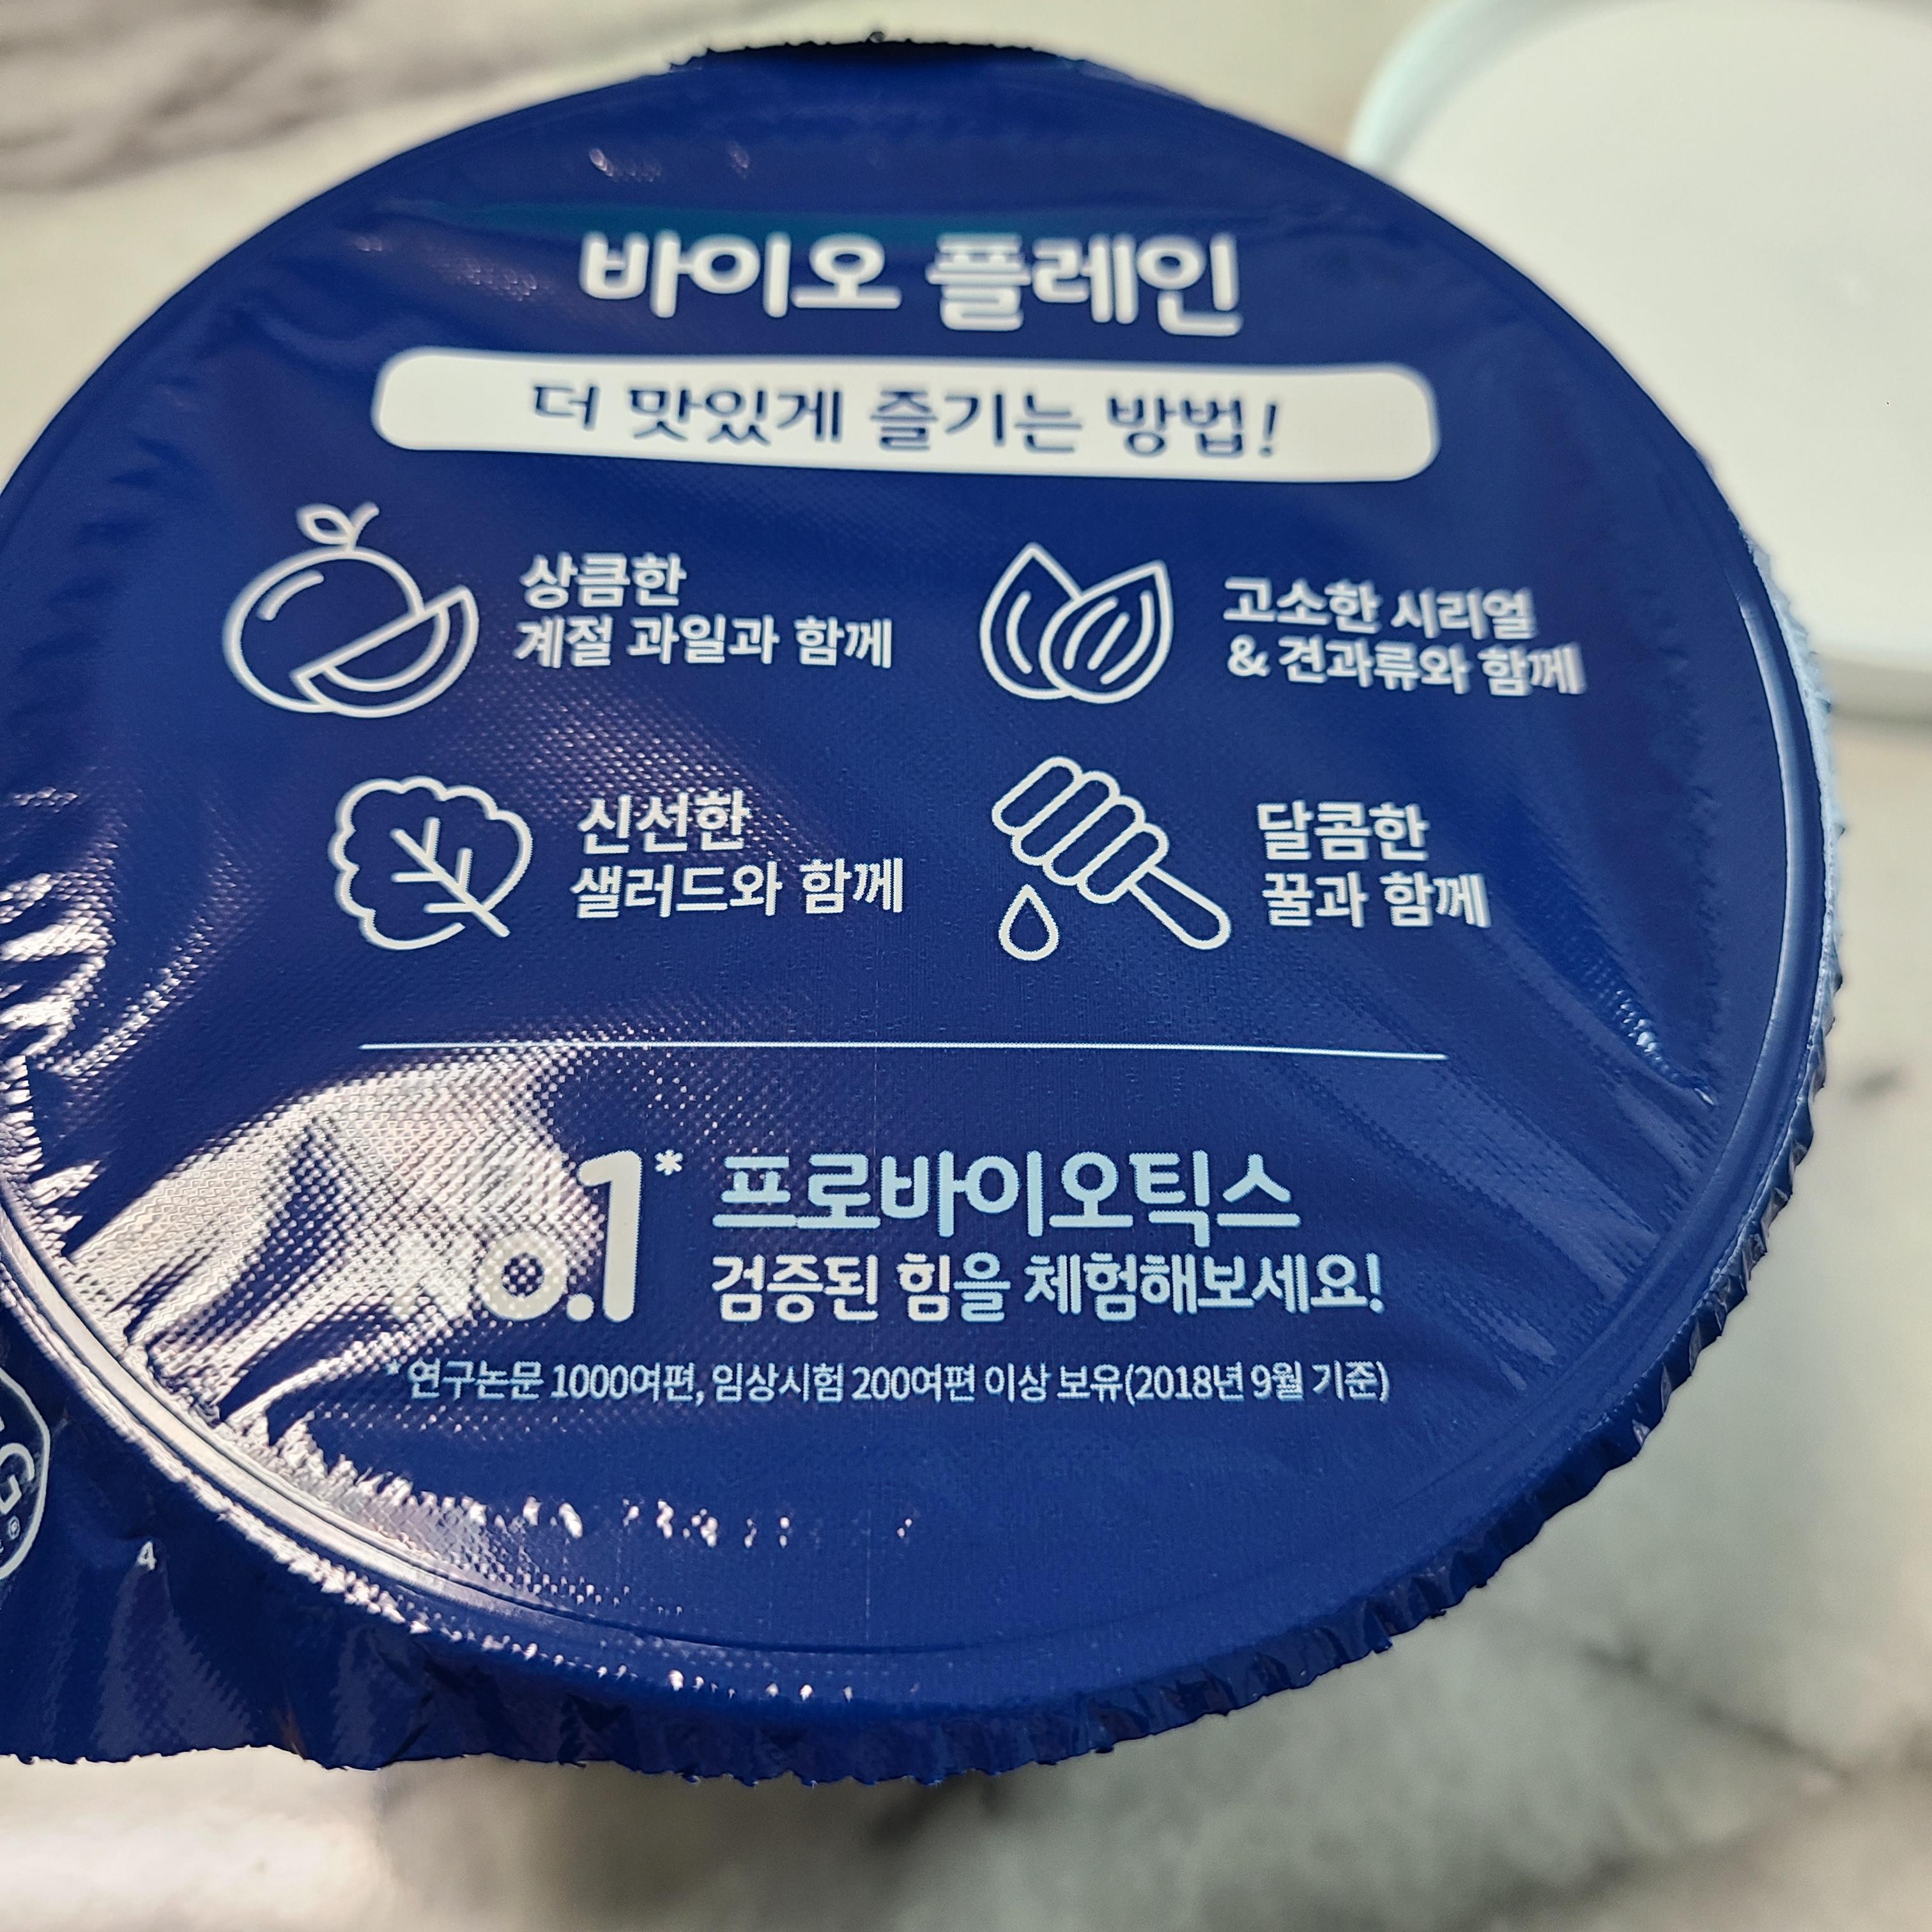 바이오 플레인
더 맛있게 즐기는 방법!
상큼한
계절 과일과 함께
고소한 시리얼
& 견과류와 함께
신선한
샐러드와 함께
달콤한
꿀과 함께
No.1* 프로바이오틱스
검증된 힘을 체험해보세요!
*연구논문 1000여편, 임상시험 200여편 이상 보유(2018년 9월 기준)
4